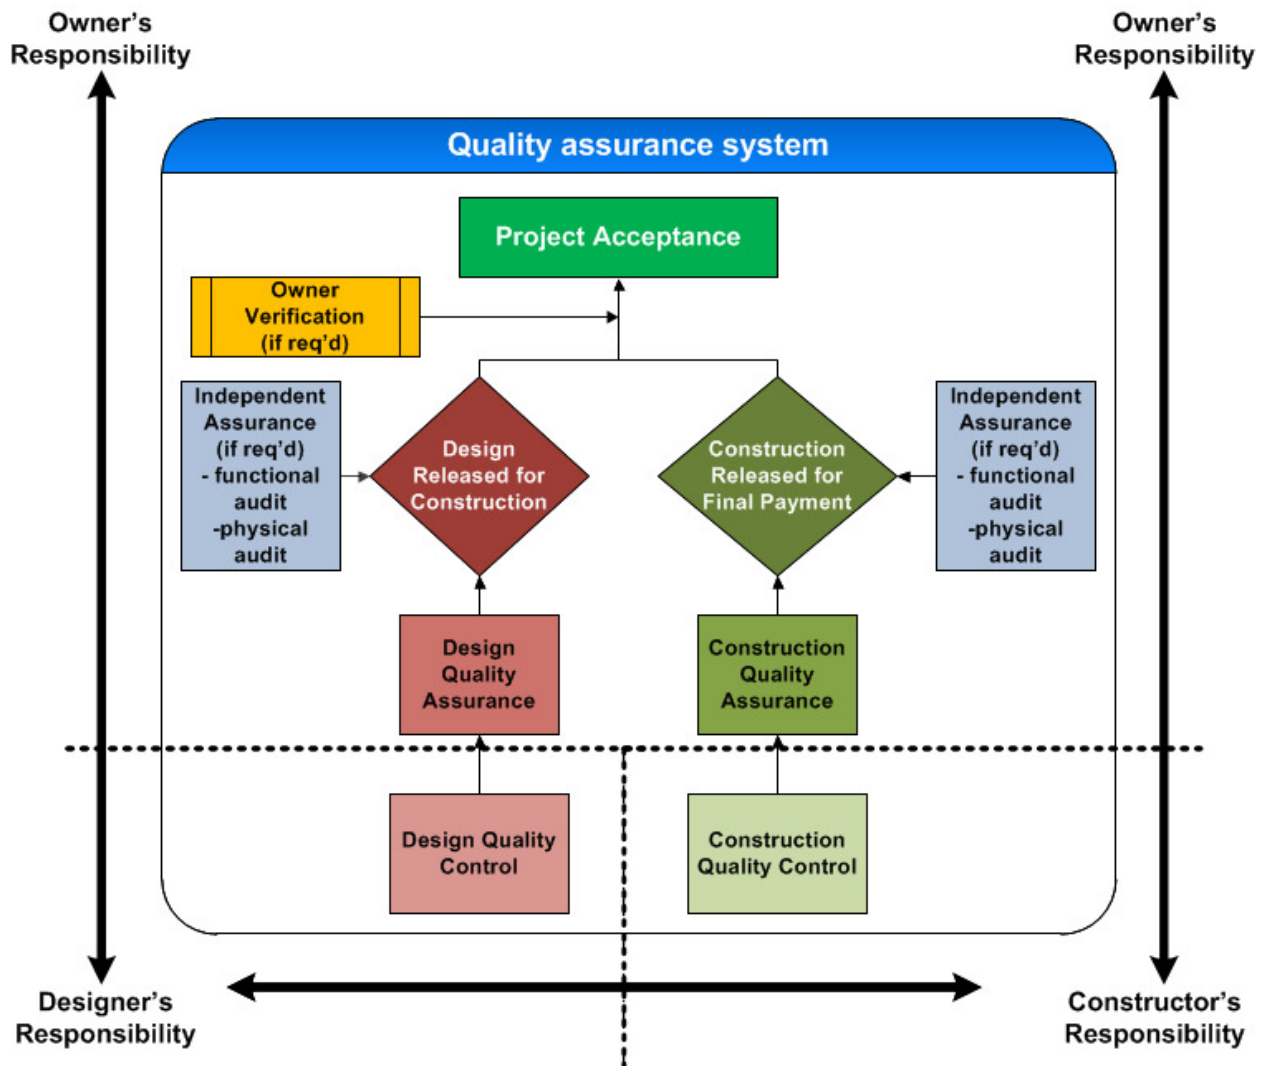 Owner's
Responsibility
Owner's
Responsibility
Quality assurance system
Project Acceptance
Owner
Verification
(if req'd)
Independent
Assurance
(if req'd)
- functional
audit
-physical
audit
Design
Released for
Construction
Construction
Released for
Final Payment
Independent
Assurance
(if req'd)
- functional
audit
-physical
audit
Design
Quality
Assurance
Construction
Quality
Assurance
Design Quality
Control
Construction
Quality Control
Designer's
Responsibility
Constructor's
Responsibility